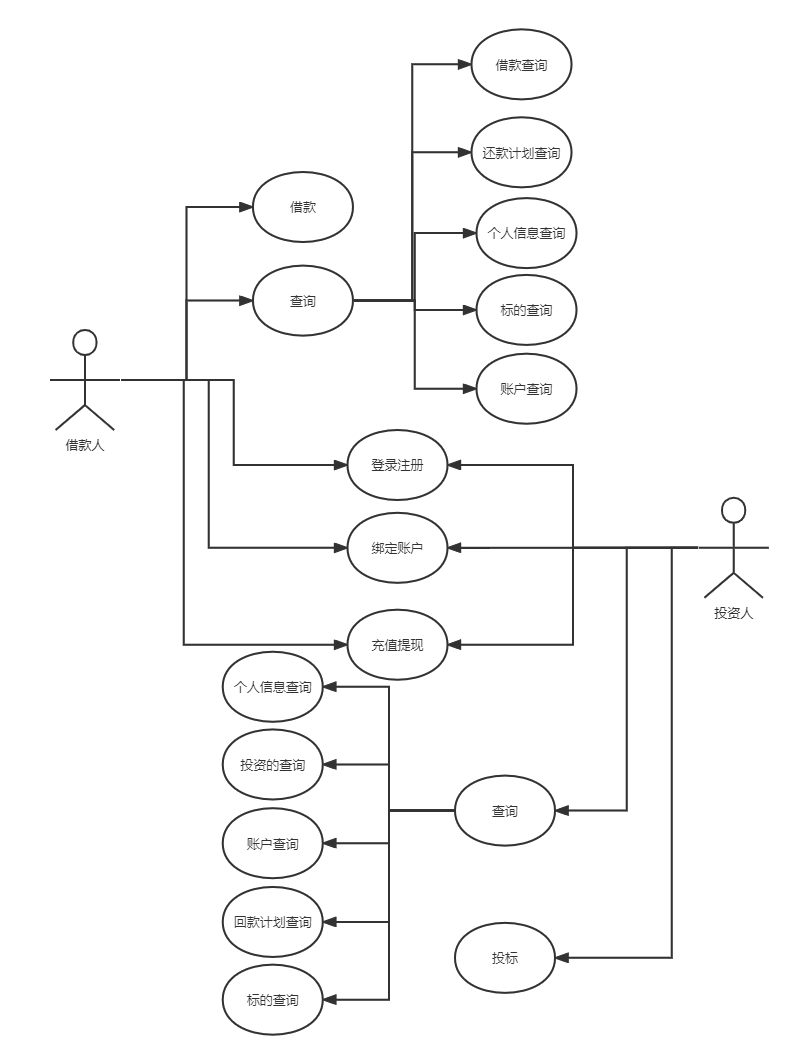 借款查询
还款计划查询
借款
个人信息查询
查询
标的查询
账户查询
借款人
登录注册
绑定账户
投资人
充值提现
个人信息查询
投资的查询
查询
账户查询
回款计划查询
投标
标的查询